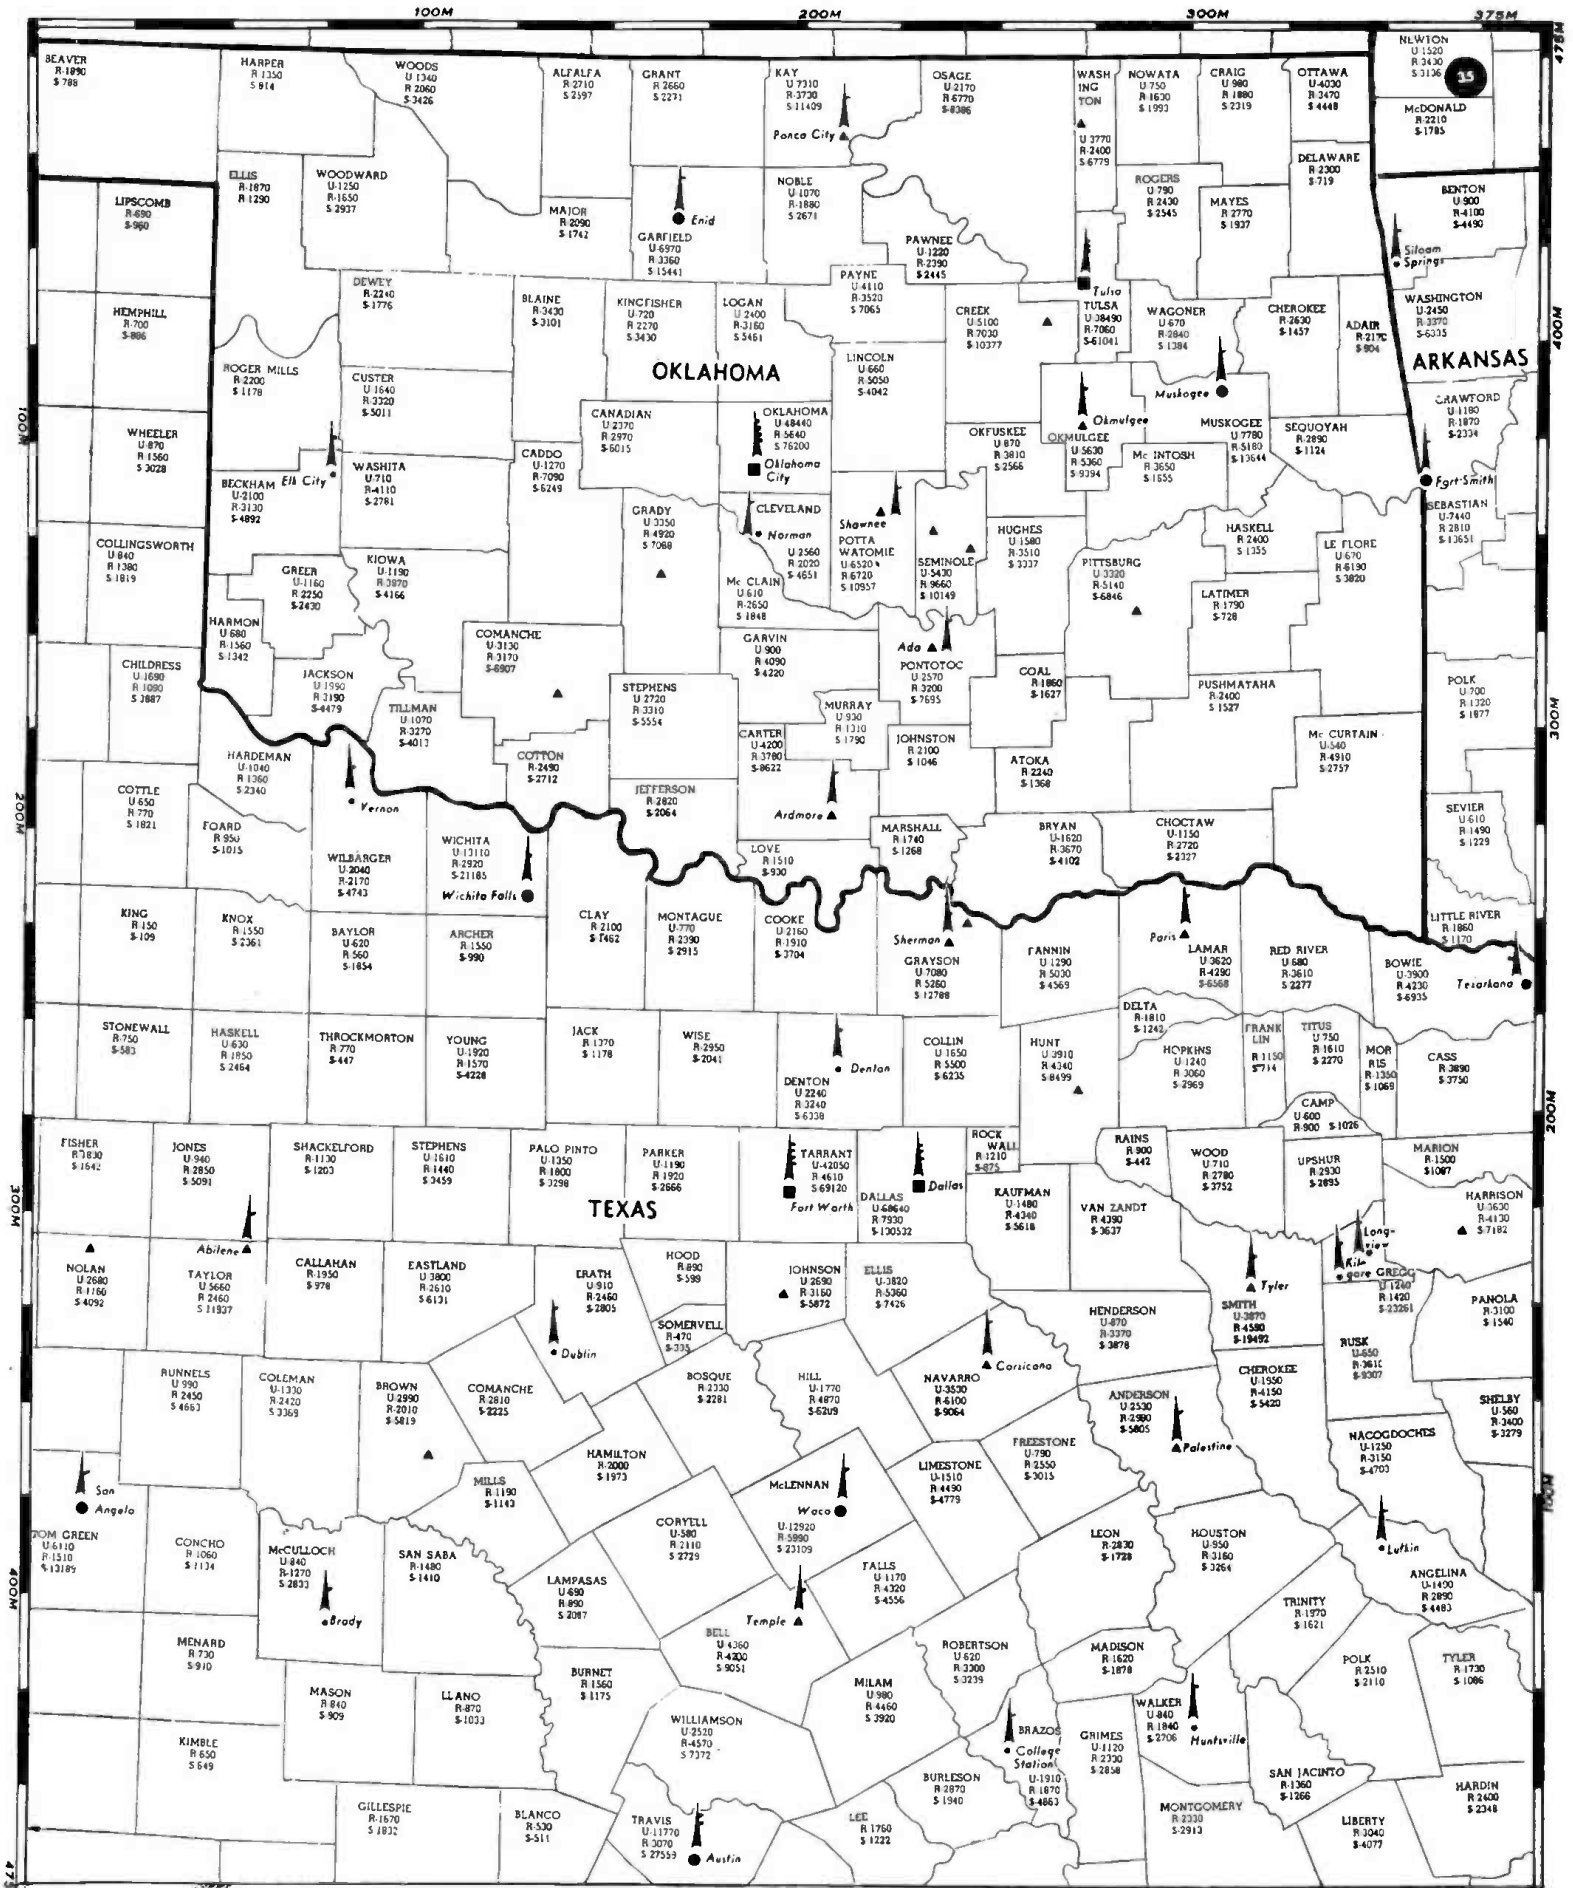 100M
200M
300M
375M
475M
BEAVER
R-1890
S 788
HARPER
R 1350
S 814
WOODS
U 1340
R 2060
S-3426
ALFALFA
R-2710
S 2597
GRANT
R 2660
S 2271
KAY
U 7310
R-3730
S-11409
Ponca City
OSAGE
U-2170
R 6770
S-8386
WASH
ING
TON
U 3770
R-2400
S 6779
NOWATA
U 750
R-1630
S 1993
CRAIG
U 980
R 1880
S 2319
OTTAWA
U-4030
R-3470
S 4448
NEWTON
U 1520
R-3430
S 3136
35
McDONALD
R-2210
S-1785
LIPSCOMB
R-690
S-960
ELLIS
R-1870
R 1290
WOODWARD
U-1250
R-1650
S 2937
MAJOR
R-2090
S 1742
Enid
GARFIELD
U-6970
R 3360
S-15441
NOBLE
U-1070
R-1880
S 2671
PAWNEE
U-1220
R-2390
S 2445
ROGERS
U 790
R 2430
S 2545
MAYES
R 2770
S 1937
DELAWARE
R 2300
S-719
BENTON
U 900
R-4100
S-4490
Siloam
Springs
HEMPHILL
R-700
S-886
DEWEY
R-2240
S-1776
BLAINE
R-3430
S-3101
KINGFISHER
U-720
R 2270
S 3430
LOGAN
U 2400
R-3160
S 5461
PAYNE
U-4110
R-3520
S 7065
CREEK
U 5100
R-7030
S 10377
Tulsa
TULSA
U 38490
R-7060
S-61041
WAGONER
U 670
R-2840
S 1384
CHEROKEE
R-2630
S-1457
ADAIR
S 904
WASHINGTON
U-2450
R-3370
S-6335
400M
ROGER MILLS
R-2200
S 1178
CUSTER
U-1640
R-3320
S-5011
OKLAHOMA
LINCOLN
U 660
R-5050
S-4042
Muskogee
ARKANSAS
100M
WHEELER
U 870
R-1560
S 3028
CANADIAN
U 2370
R 2970
S-6015
OKLAHOMA
U-48440
R-5640
S 76200
Oklahoma
City
OKFUSKEE
U 870
R-3810
S 2566
Okmulgee
OKMULGEE
U-5630
R-5360
S-9394
Mc INTOSH
R 3650
S 1655
MUSKOGEE
U 7780
R-5180
S-13644
SEQUOYAH
R-2890
S-1124
CRAWFORD
U-1180
R-1870
S-2334
Fort Smith
BECKHAM
U-2100
R-3130
S-4892
Elk City
WASHITA
U-710
R-4110
S-2781
CADDO
U-1270
R-7090
S-6249
GRADY
U 3350
R-4920
S 7068
CLEVELAND
Norman
U 2560
R 2020
S 4651
Shawnee
POTTA
WATOMIE
U-6520
R-6720
S-10957
SEMINOLE
U-5430
R-9660
S 10149
HUGHES
U-1580
R-3510
S 3337
PITTSBURG
U 3320
R-5140
S-6846
HASKELL
R 2400
S 1355
LE FLORE
U 670
R-6190
S 3820
SEBASTIAN
U-7440
R 2810
S-13651
COLLINGSWORTH
U 840
R 1380
S 1819
GREER
U-1160
R 2250
S-2430
KIOWA
U-1190
R-3870
S 4166
Mc CLAIN
U 610
R-2650
S 1848
LATIMER
R 1790
S-728
HARMON
U 680
R-1560
S-1342
COMANCHE
U-3130
R-3170
S-6907
GARVIN
U 900
R 4090
S-4220
Ada
PONTOTOC
U-2570
R-3200
S-7695
COAL
R-1860
S-1627
CHILDRESS
U 1690
R 1090
S 3887
JACKSON
U-1990
R-3190
S-4479
TILLMAN
U-1070
R-3270
S-4013
STEPHENS
U 2720
R-3310
S-5554
MURRAY
U-930
R 1310
S 1790
PUSHMATAHA
R-2400
S 1527
POLK
U 700
R 1320
S 1877
300M
HARDEMAN
U-1040
R 1360
S 2340
Vernon
COTTON
R-2490
S-2712
CARTER
U-4200
R-3780
S-8622
JOHNSTON
R 2100
S 1046
ATOKA
R 2240
S-1368
Mc CURTAIN
U-540
R-4910
S-2757
COTTLE
U 650
R 770
S 1821
JEFFERSON
R-2820
S-2064
Ardmore
200M
FOARD
R 950
S-1015
WILBARGER
U-2040
R-2170
S-4743
WICHITA
U-13110
R-2920
S-21185
Wichita Falls
LOVE
R-1510
S-930
MARSHALL
R 1740
S 1268
BRYAN
U-1620
R-3670
S-4102
CHOCTAW
U-1150
R 2720
S-2327
SEVIER
U 610
R-1490
S 1229
KING
R 150
S-109
KNOX
R 1550
S 2361
BAYLOR
U-620
R 560
S-1854
ARCHER
R 1550
S-990
CLAY
R 2100
S-1462
MONTAGUE
U-770
R 2390
S 2915
COOKE
U 2160
R-1910
S-3704
Sherman
GRAYSON
U 7080
R 5260
S 12788
FANNIN
U 1290
R 5030
S 4569
Paris
LAMAR
U-3620
R-4290
S-6568
RED RIVER
U 680
R-3610
S 2277
LITTLE RIVER
R 1860
S 1170
BOWIE
U-3900
R-4230
S-6935
Texarkana
STONEWALL
R-750
S-583
HASKELL
U-630
R 1850
S 2464
THROCKMORTON
R 770
S-447
YOUNG
U-1920
R-1570
S-4228
JACK
R 1370
S 1178
WISE
R-2950
S-2041
Denton
DENTON
U 2240
R-3240
S-6338
COLLIN
U 1650
R 5500
S-6235
HUNT
U 3910
R 4340
S-8499
DELTA
R-1810
S-1242
HOPKINS
U-1240
R-3060
S-2969
FRANK
LIN
R 1150
S 714
TITUS
U 750
R-1610
S 2270
MOR
RIS
R-1350
S 1069
CASS
R 3890
S 3750
CAMP
U-600
R-900 S-1026
200M
FISHER
S-1642
JONES
U 940
R-2850
S 5091
SHACKELFORD
R-1130
S-1203
STEPHENS
U-1610
R-1440
S 3459
PALO PINTO
U-1350
R-1800
S 3298
PARKER
U-1190
R 1920
S-2666
TEXAS
TARRANT
U-42050
R 4610
S 69120
Fort Worth
Dallas
DALLAS
U-68640
R-7930
S-130532
ROCK
WALL
R-1210
S-875
KAUFMAN
U-1480
R-4340
S-5618
VAN ZANDT
R 4390
S-3637
RAINS
R 900
S-442
WOOD
U 710
R 2780
S-3752
UPSHUR
R-2930
S-2895
MARION
R-1500
S 1087
HARRISON
U-3630
R-4130
S-7182
300M
Abilene
NOLAN
U 2680
R-1160
S-4092
TAYLOR
U 5660
R 2460
S 11937
CALLAHAN
R-1950
S-978
EASTLAND
U 3800
R-2610
S-6131
ERATH
U 910
R-2460
S 2805
Dublin
HOOD
R 890
S-599
SOMERVELL
R-470
S-335
JOHNSON
U 2690
R 3160
S-5872
ELLIS
U-3820
R-5360
S 7426
Corsicana
HENDERSON
U-870
R-3370
S 3878
Tyler
SMITH
U-3870
R-4590
S-19492
Long-
view
Kil-
gore GREGG
U-1240
R 1420
S-23261
PANOLA
R-3100
S 1540
RUSK
U-650
S-9307
RUNNELS
U 990
R 2450
S 4663
COLEMAN
U-1330
R-2420
S-3369
BROWN
U 2990
R-2010
S-5819
COMANCHE
R-2810
S-2225
BOSQUE
R-2330
S 2281
HILL
U-1770
R 4870
S-6209
NAVARRO
U-3530
R-6100
S-9064
ANDERSON
U 2530
R-2980
S 5805
Palestine
CHEROKEE
U-1950
R 4150
S 5420
SHELBY
U-560
R-3400
S-3279
NACOGDOCHES
U-1250
R-3150
S-4703
San
Angelo
MILLS
R-1190
S-1143
HAMILTON
R-2000
S 1973
McLENNAN
Waco
U-12920
R-5990
S 23109
LIMESTONE
U-1510
R 4490
S-4779
FREESTONE
U-790
R 2550
S-3015
100M
TOM GREEN
U-6110
R-1510
S-13189
CONCHO
R 1060
S 1134
McCULLOCH
U 840
R-1270
S 2833
Brady
SAN SABA
R-1480
S-1410
CORYELL
U-580
R 2110
S 2729
LEON
R-2830
S-1728
HOUSTON
U-950
R 3160
S 3264
Lufkin
ANGELINA
U-1490
R 2890
S-4483
400M
LAMPASAS
U-690
R 890
S 2087
Temple
FALLS
U 1170
R-4320
S-4556
TRINITY
R-1970
S-1621
MENARD
R 730
S-910
BELL
U 4360
R-4200
S 9051
ROBERTSON
U 620
R-3300
S-3239
MADISON
R 1620
S-1878
POLK
R 2510
S-2110
TYLER
R-1730
S 1086
MASON
R 840
S-909
LLANO
R-870
S-1033
BURNET
R 1560
S 1175
WILLIAMSON
U-2520
R-4570
S 7372
MILAM
U 980
R 4460
S 3920
BRAZOS
College
Station
U-1910
R-1870
S-4863
GRIMES
U-1120
R 2330
S-2858
WALKER
U-840
R-1840
S-2706
Huntsville
KIMBLE
R 650
S 649
BURLESON
R-2870
S 1940
SAN JACINTO
R-1360
S-1266
HARDIN
R 2600
S 2348
GILLESPIE
R-1670
S 1832
BLANCO
R-530
S-511
TRAVIS
U-11770
R-3070
S 27559
Austin
LEE
R 1760
S 1222
MONTGOMERY
R-2330
S-2913
LIBERTY
R-3040
S-4077